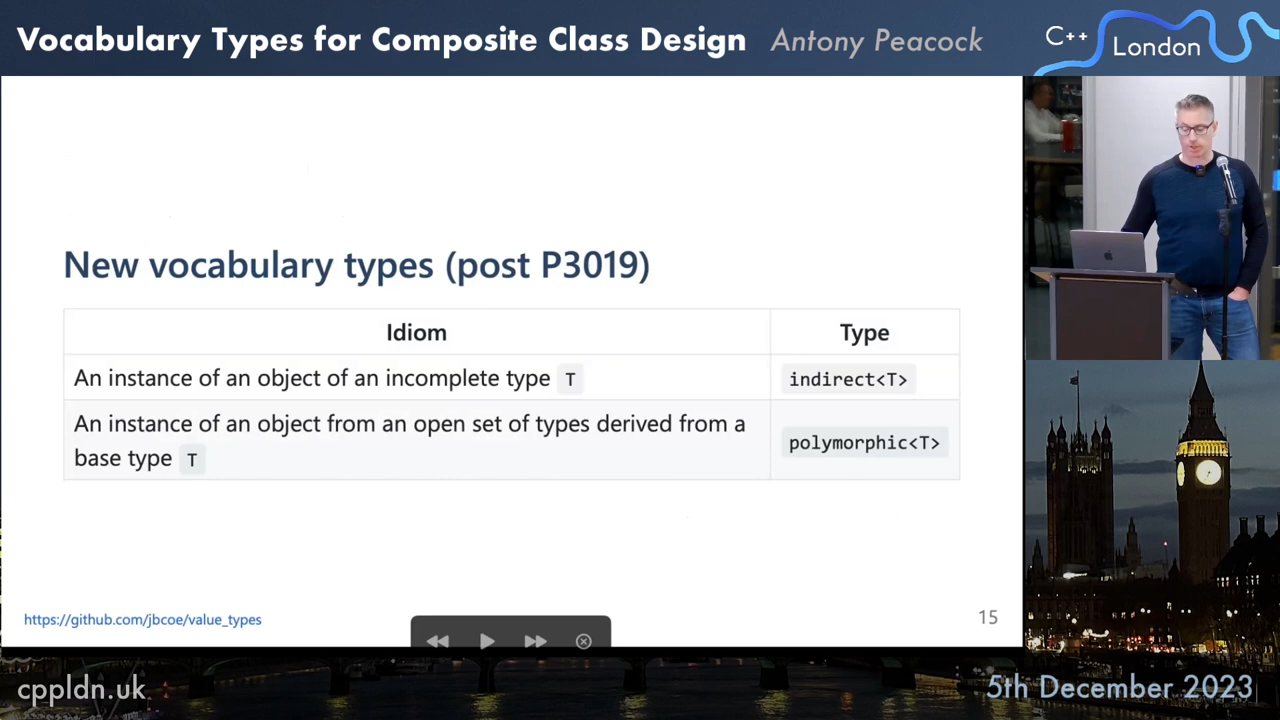 Vocabulary Types for Composite Class Design Antony Peacock
C++ London
New vocabulary types (post P3019)
Idiom Type
An instance of an object of an incomplete type T indirect<T>
An instance of an object from an open set of types derived from a
base type T polymorphic<T>
https://github.com/jbcoe/value_types
15
cppldn.uk
5th December 2023